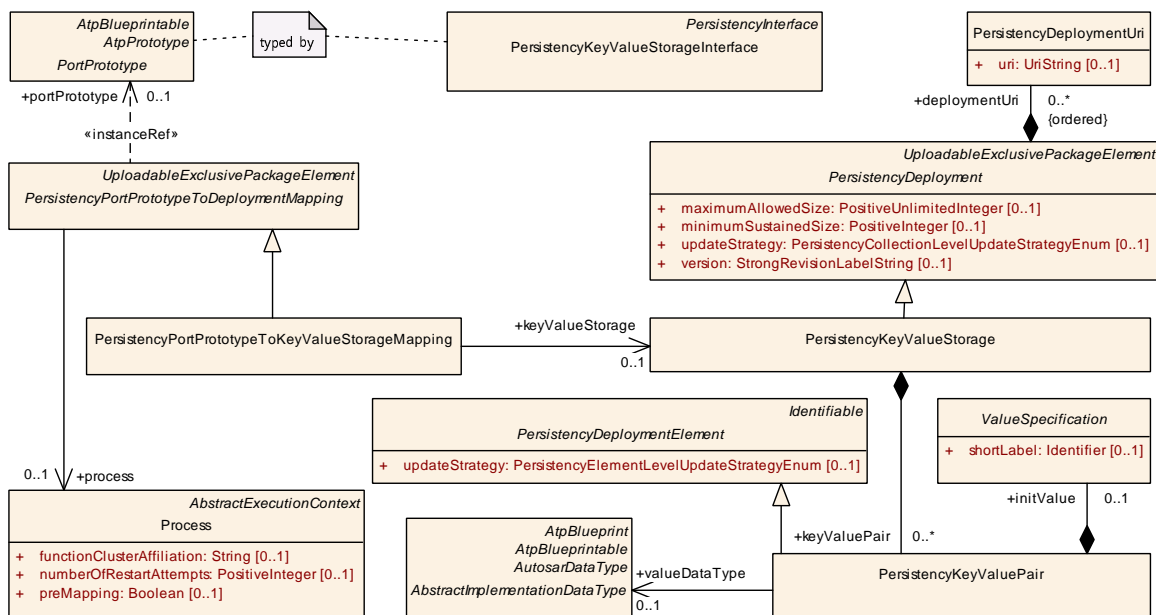 AtpBlueprintable
AtpPrototype
PortPrototype
typed by
PersistencyInterface
PersistencyKeyValueStorageInterface
PersistencyDeploymentUri
+ uri: UriString [0..1]
+portPrototype 0..1
«instanceRef»
+deploymentUri 0..*
{ordered}
UploadableExclusivePackageElement
PersistencyPortPrototypeToDeploymentMapping
UploadableExclusivePackageElement
PersistencyDeployment
+ maximumAllowedSize: PositiveUnlimitedInteger [0..1]
+ minimumSustainedSize: PositiveInteger [0..1]
+ updateStrategy: PersistencyCollectionLevelUpdateStrategyEnum [0..1]
+ version: StrongRevisionLabelString [0..1]
PersistencyPortPrototypeToKeyValueStorageMapping
+keyValueStorage
0..1
PersistencyKeyValueStorage
Identifiable
PersistencyDeploymentElement
+ updateStrategy: PersistencyElementLevelUpdateStrategyEnum [0..1]
ValueSpecification
+ shortLabel: Identifier [0..1]
0..1 +process
+initValue 0..1
AbstractExecutionContext
Process
+ functionClusterAffiliation: String [0..1]
+ numberOfRestartAttempts: PositiveInteger [0..1]
+ preMapping: Boolean [0..1]
AtpBlueprint
AtpBlueprintable
AutosarDataType
AbstractImplementationDataType
+keyValuePair 0..*
+valueDataType
0..1
PersistencyKeyValuePair